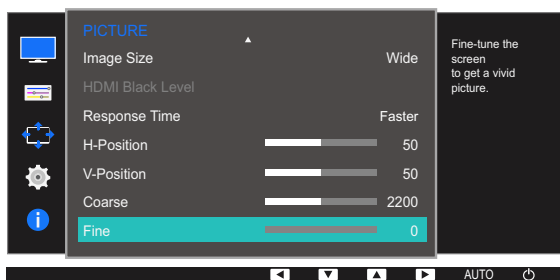 PICTURE
Image Size Wide
HDMI Black Level
Response Time Faster
H-Position 50
V-Position 50
Coarse 2200
Fine 0
Fine-tune the
screen
to get a vivid
picture.
AUTO